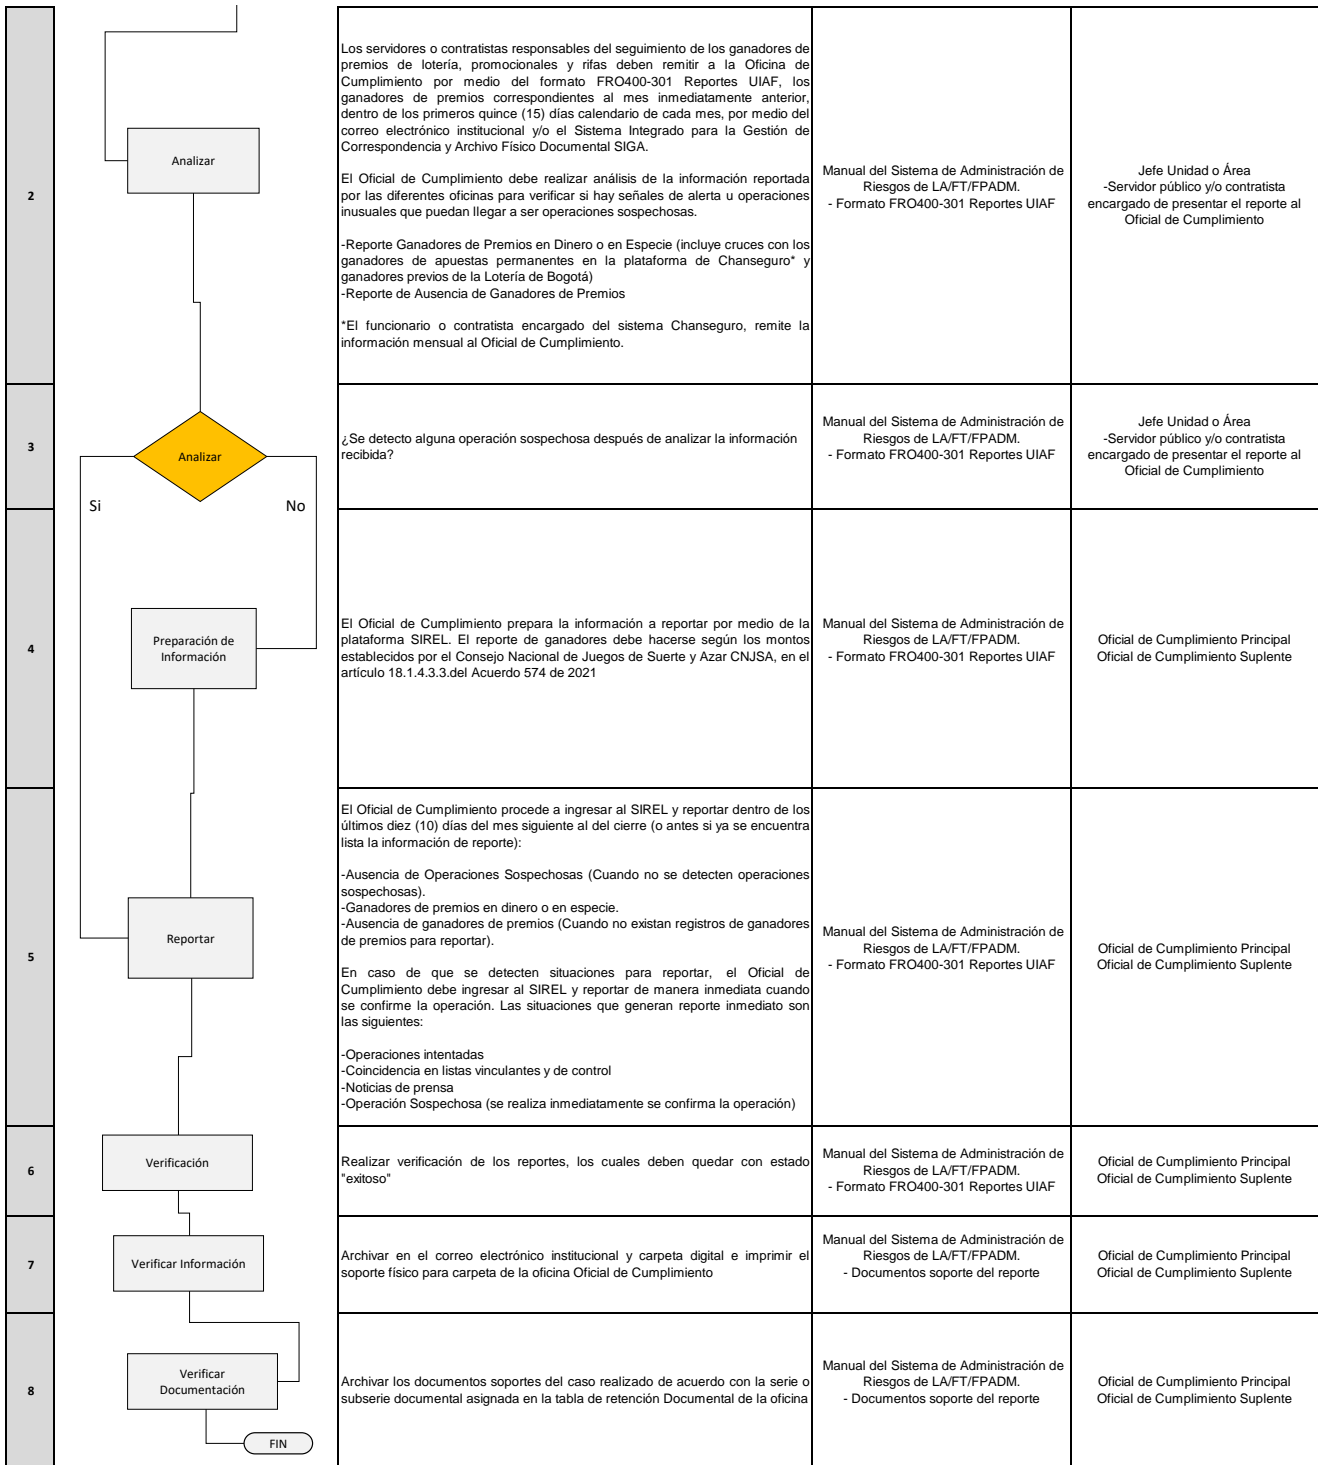 2
Analizar
Los servidores o contratistas responsables del seguimiento de los ganadores de
premios de lotería, promocionales y rifas deben remitir a la Oficina de
Cumplimiento por medio del formato FRO400-301 Reportes UIAF, los
ganadores de premios correspondientes al mes inmediatamente anterior,
dentro de los primeros quince (15) días calendario de cada mes, por medio del
correo electrónico institucional y/o el Sistema Integrado para la Gestión de
Correspondencia y Archivo Físico Documental SIGA.
El Oficial de Cumplimiento debe realizar análisis de la información reportada
por las diferentes oficinas para verificar si hay señales de alerta u operaciones
inusuales que puedan llegar a ser operaciones sospechosas.
-Reporte Ganadores de Premios en Dinero o en Especie (incluye cruces con los
ganadores de apuestas permanentes en la plataforma de Chanseguro* y
ganadores previos de la Lotería de Bogotá)
-Reporte de Ausencia de Ganadores de Premios
*El funcionario o contratista encargado del sistema Chanseguro, remite la
información mensual al Oficial de Cumplimiento.
Manual del Sistema de Administración de
Riesgos de LA/FT/FPADM.
- Formato FRO400-301 Reportes UIAF
Jefe Unidad o Área
-Servidor público y/o contratista
encargado de presentar el reporte al
Oficial de Cumplimiento
3
Analizar
Si
No
¿Se detecto alguna operación sospechosa después de analizar la información
recibida?
Manual del Sistema de Administración de
Riesgos de LA/FT/FPADM.
- Formato FRO400-301 Reportes UIAF
Jefe Unidad o Área
-Servidor público y/o contratista
encargado de presentar el reporte al
Oficial de Cumplimiento
4
Preparación de
Información
El Oficial de Cumplimiento prepara la información a reportar por medio de la
plataforma SIREL. El reporte de ganadores debe hacerse según los montos
establecidos por el Consejo Nacional de Juegos de Suerte y Azar CNJSA, en el
artículo 18.1.4.3.3.del Acuerdo 574 de 2021
Manual del Sistema de Administración de
Riesgos de LA/FT/FPADM.
- Formato FRO400-301 Reportes UIAF
Oficial de Cumplimiento Principal
Oficial de Cumplimiento Suplente
5
Reportar
El Oficial de Cumplimiento procede a ingresar al SIREL y reportar dentro de los
últimos diez (10) días del mes siguiente al del cierre (o antes si ya se encuentra
lista la información de reporte):
-Ausencia de Operaciones Sospechosas (Cuando no se detecten operaciones
sospechosas).
-Ganadores de premios en dinero o en especie.
-Ausencia de ganadores de premios (Cuando no existan registros de ganadores
de premios para reportar).
En caso de que se detecten situaciones para reportar, el Oficial de
Cumplimiento debe ingresar al SIREL y reportar de manera inmediata cuando
se confirme la operación. Las situaciones que generan reporte inmediato son
las siguientes:
-Operaciones intentadas
-Coincidencia en listas vinculantes y de control
-Noticias de prensa
-Operación Sospechosa (se realiza inmediatamente se confirma la operación)
Manual del Sistema de Administración de
Riesgos de LA/FT/FPADM.
- Formato FRO400-301 Reportes UIAF
Oficial de Cumplimiento Principal
Oficial de Cumplimiento Suplente
6
Verificación
Realizar verificación de los reportes, los cuales deben quedar con estado
"exitoso"
Manual del Sistema de Administración de
Riesgos de LA/FT/FPADM.
- Formato FRO400-301 Reportes UIAF
Oficial de Cumplimiento Principal
Oficial de Cumplimiento Suplente
7
Verificar Información
Archivar en el correo electrónico institucional y carpeta digital e imprimir el
soporte físico para carpeta de la oficina Oficial de Cumplimiento
Manual del Sistema de Administración de
Riesgos de LA/FT/FPADM.
- Documentos soporte del reporte
Oficial de Cumplimiento Principal
Oficial de Cumplimiento Suplente
8
Verificar
Documentación
FIN
Archivar los documentos soportes del caso realizado de acuerdo con la serie o
subserie documental asignada en la tabla de retención Documental de la oficina
Manual del Sistema de Administración de
Riesgos de LA/FT/FPADM.
- Documentos soporte del reporte
Oficial de Cumplimiento Principal
Oficial de Cumplimiento Suplente